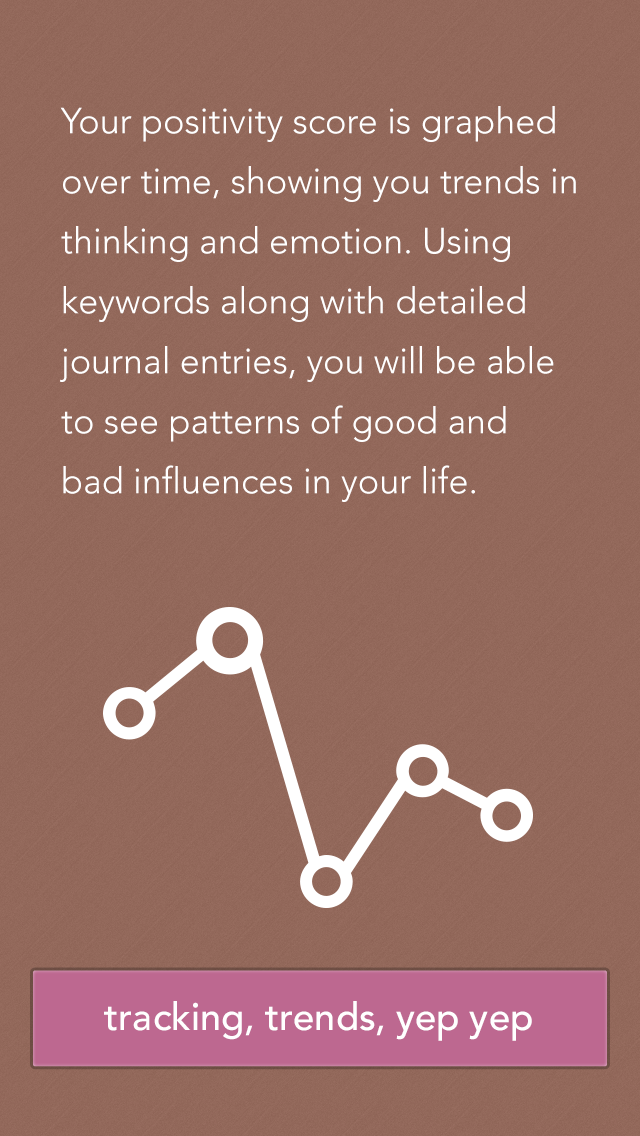 Your positivity score is graphed
over time, showing you trends in
thinking and emotion. Using
keywords along with detailed
journal entries, you will be able
to see patterns of good and
bad influences in your life.
tracking, trends, yep yep